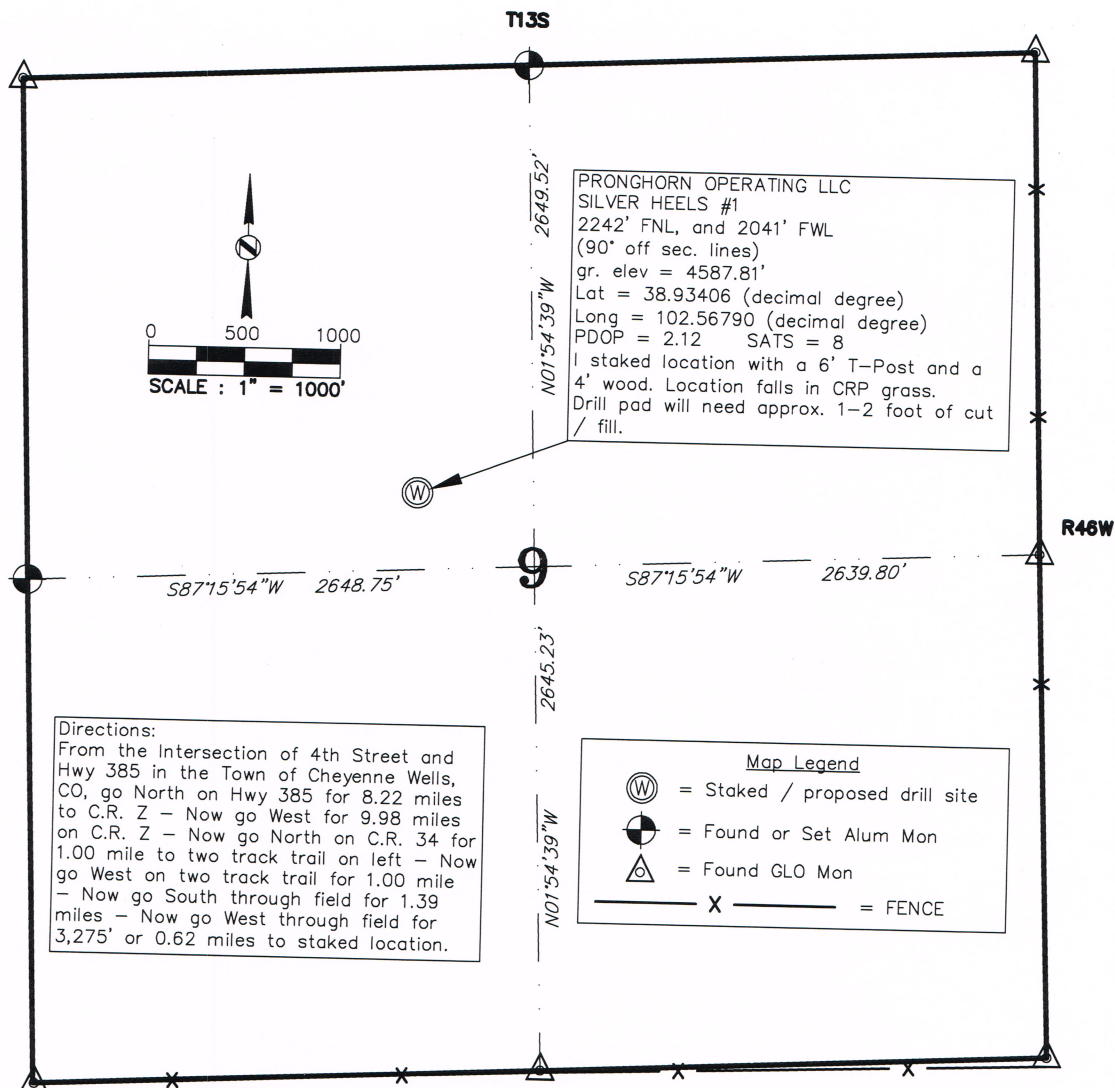 T13S
2649.52'
N01°54'39"W
PRONGHORN OPERATING LLC
SILVER HEELS #1
2242' FNL, and 2041' FWL
(90° off sec. lines)
gr. elev = 4587.81'
Lat = 38.93406 (decimal degree)
Long = 102.56790 (decimal degree)
PDOP = 2.12 SATS = 8
I staked location with a 6' T-Post and a
4' wood. Location falls in CRP grass.
Drill pad will need approx. 1-2 foot of cut
/ fill.
N
0 500 1000
SCALE : 1" = 1000'
W
R46W
9
S87°15'54"W 2648.75'
S87°15'54"W 2639.80'
2645.23'
N01°54'39"W
Directions:
From the Intersection of 4th Street and
Hwy 385 in the Town of Cheyenne Wells,
CO, go North on Hwy 385 for 8.22 miles
to C.R. Z – Now go West for 9.98 miles
on C.R. Z – Now go North on C.R. 34 for
1.00 mile to two track trail on left – Now
go West on two track trail for 1.00 mile
– Now go South through field for 1.39
miles – Now go West through field for
3,275' or 0.62 miles to staked location.
Map Legend
W = Staked / proposed drill site
= Found or Set Alum Mon
= Found GLO Mon
X = FENCE